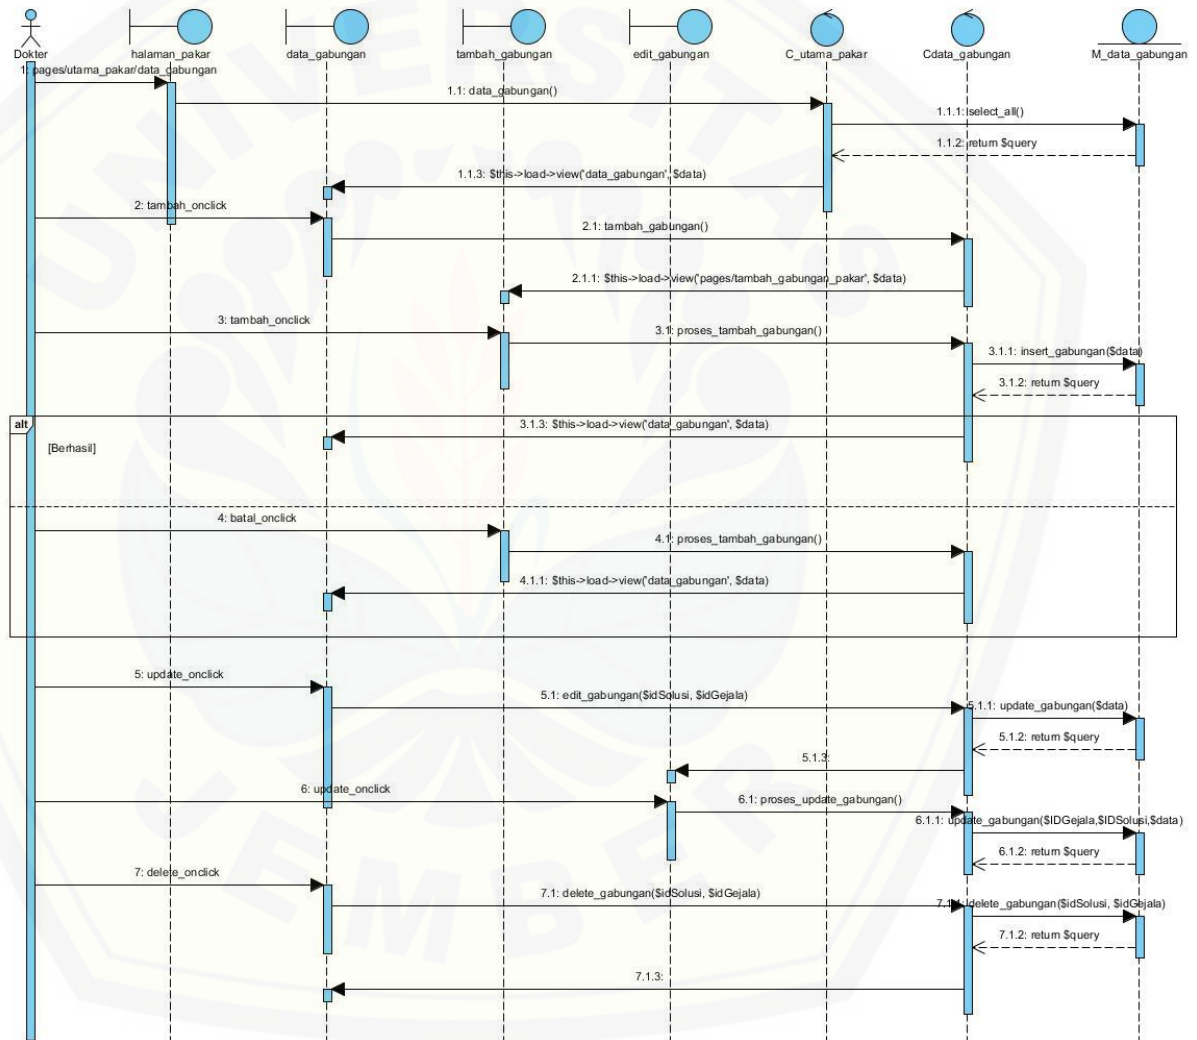 Dokter
halaman_pakar
data_gabungan
tambah_gabungan
edit_gabungan
C_utama_pakar
Cdata_gabungan
M_data_gabungan
1: pages/utama_pakar/data_gabungan
1.1: data_gabungan()
1.1.1: select_all()
1.1.2: return $query
1.1.3: $this->load->view('data_gabungan', $data)
2: tambah_onclick
2.1: tambah_gabungan()
2.1.1: $this->load->view('pages/tambah_gabungan_pakar', $data)
3: tambah_onclick
3.1: proses_tambah_gabungan()
3.1.1: insert_gabungan($data)
3.1.2: return $query
alt
3.1.3: $this->load->view('data_gabungan', $data)
[Berhasil]
4: batal_onclick
4.1: proses_tambah_gabungan()
4.1.1: $this->load->view('data_gabungan', $data)
5: update_onclick
5.1: edit_gabungan($idSolusi, $idGejala)
5.1.1: update_gabungan($data)
5.1.2: return $query
5.1.3:
6: update_onclick
6.1: proses_update_gabungan()
6.1.1: update_gabungan($IDGejala,$IDSolusi,$data)
6.1.2: return $query
7: delete_onclick
7.1: delete_gabungan($idSolusi, $idGejala)
7.1.1: delete_gabungan($idSolusi, $idGejala)
7.1.2: return $query
7.1.3:
UNIVERSITAS
JEMBER